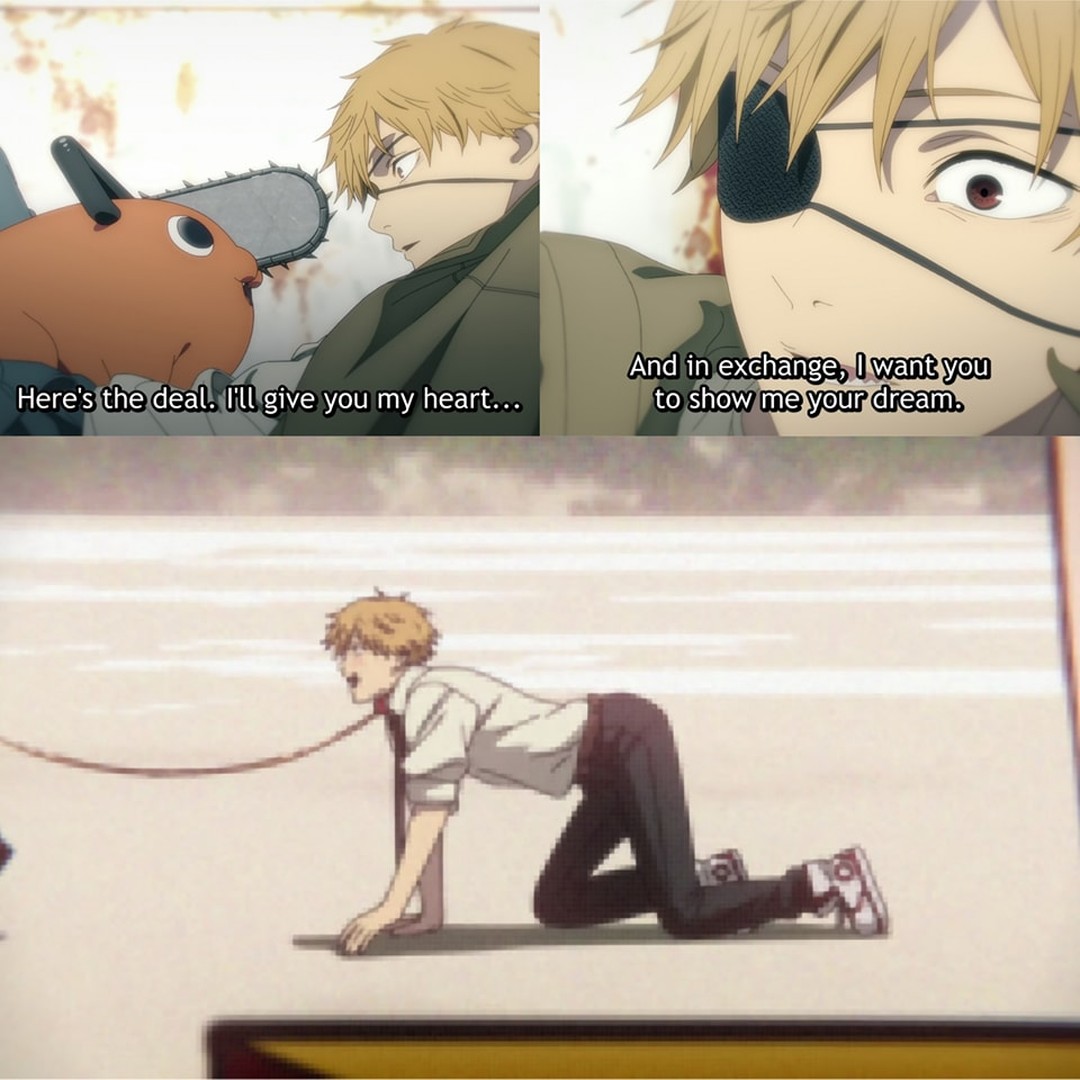 Here's the deal. I'll give you my heart...
And in exchange, I want you
to show me your dream.